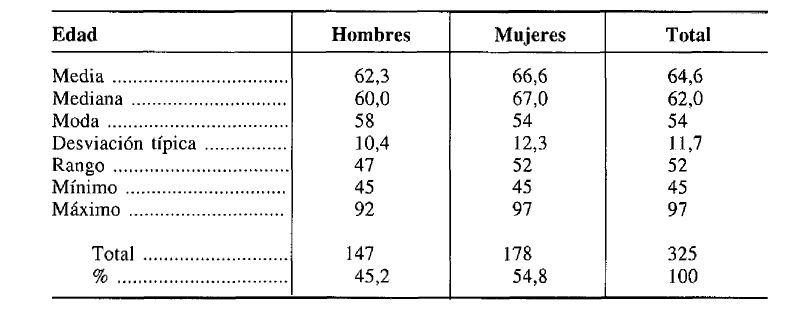 Edad Hombres Mujeres Total
Media ................................ 62,3 66,6 64,6
Mediana ............................ 60,0 67,0 62,0
Moda ................................. 58 54 54
Desviación típica ............... 10,4 12,3 11,7
Rango ................................ 47 52 52
Mínimo ............................. 45 45 45
Máximo ............................ 92 97 97
Total .......................... 147 178 325
% ............................... 45,2 54,8 100